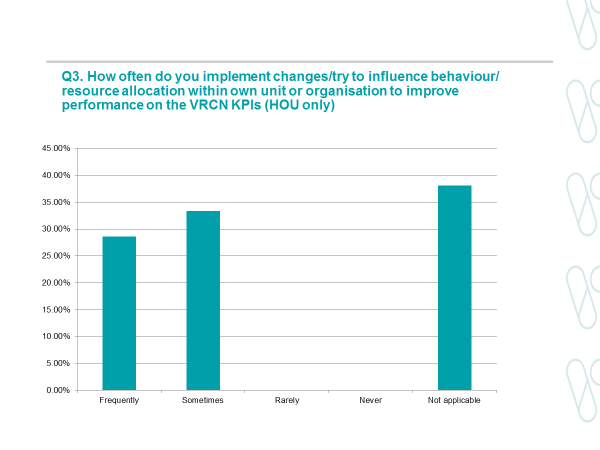 Q3. How often do you implement changes/try to influence behaviour/
resource allocation within own unit or organisation to improve
performance on the VRCN KPIs (HOU only)
45.00%
40.00%
35.00%
30.00%
25.00%
20.00%
15.00%
10.00%
5.00%
0.00%
Frequently Sometimes Rarely Never Not applicable